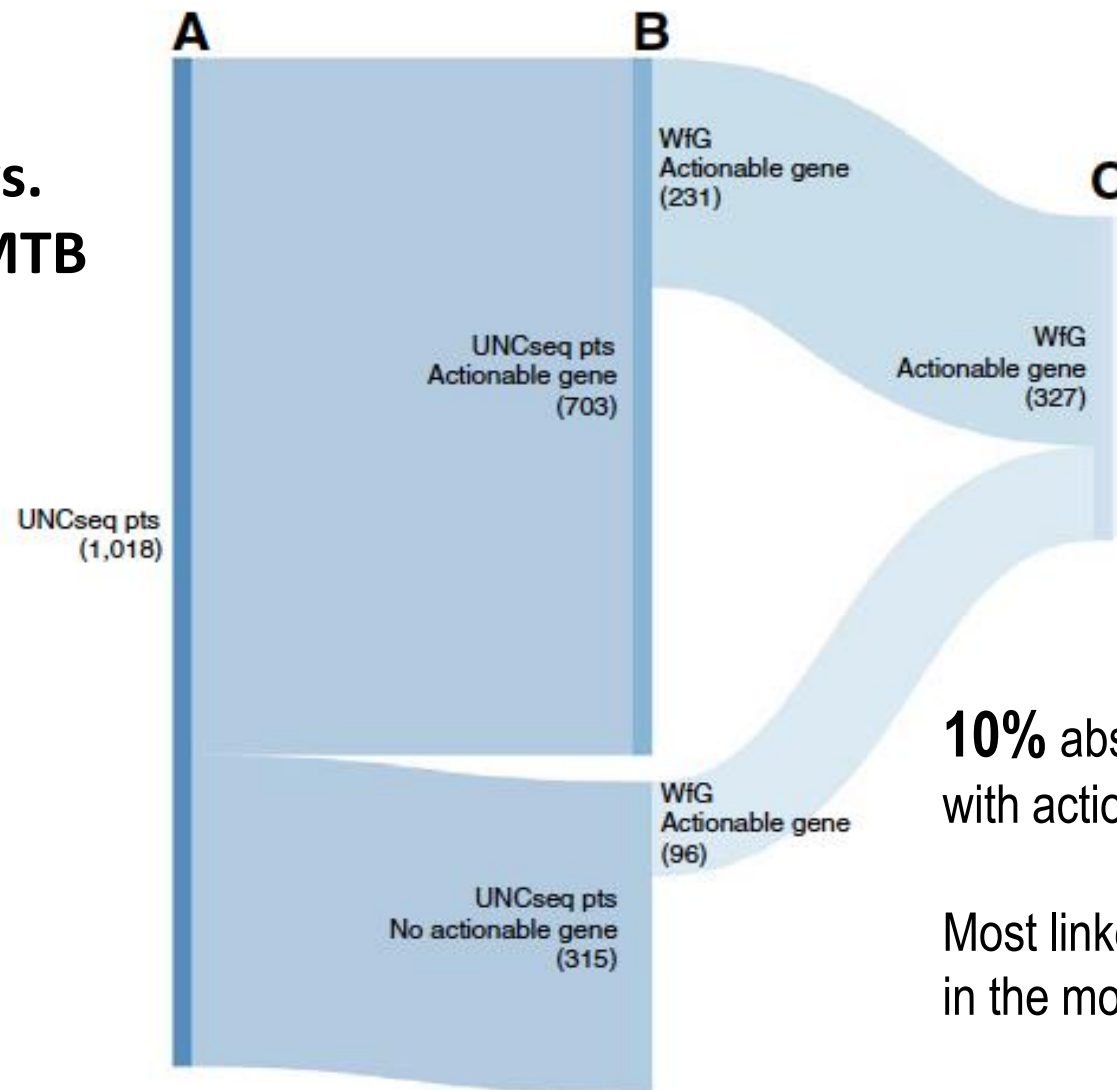 A
B
C
s.
MTB
WfG
Actionable gene
(231)
UNCseq pts
Actionable gene
(703)
WfG
Actionable gene
(327)
UNCseq pts
(1,018)
WfG
Actionable gene
(96)
UNCseq pts
No actionable gene
(315)
10% abs
with actio
Most link
in the mo